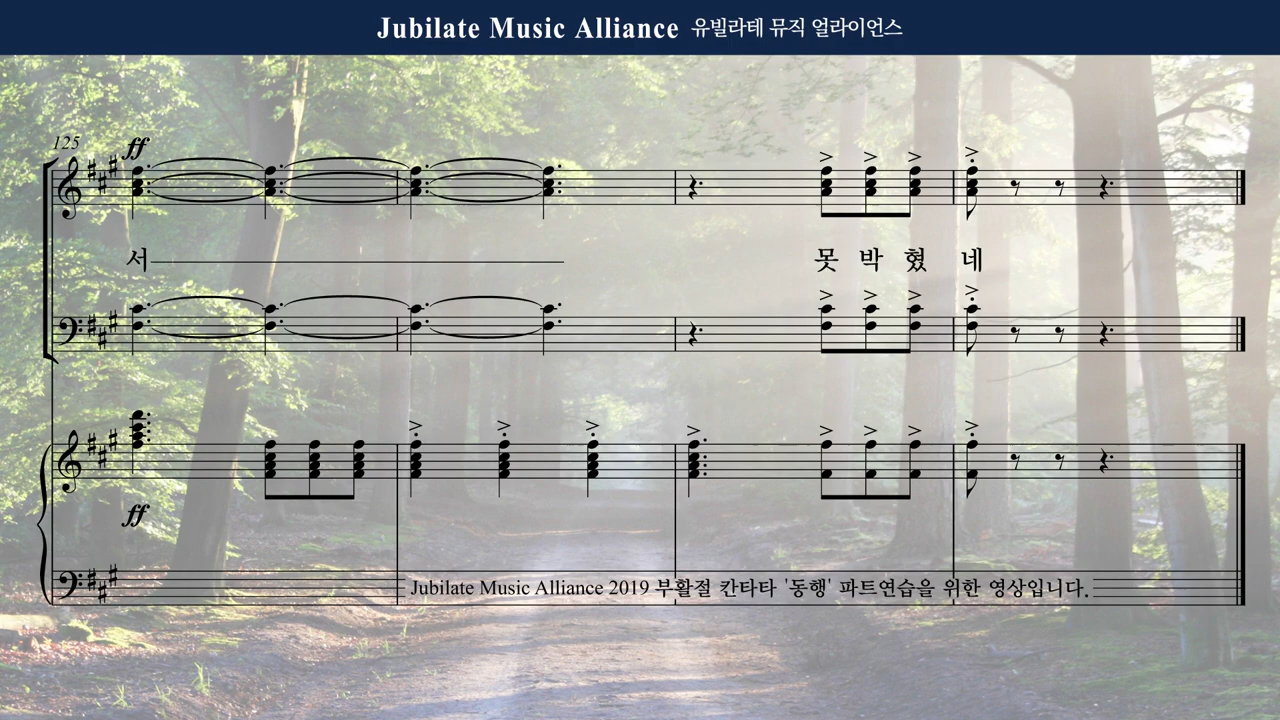 Jubilate Music Alliance 유빌라테 뮤직 얼라이언스
125
ff
서 못 박 혔 네
ff
Jubilate Music Alliance 2019 부활절 칸타타 '동행' 파트연습을 위한 영상입니다.